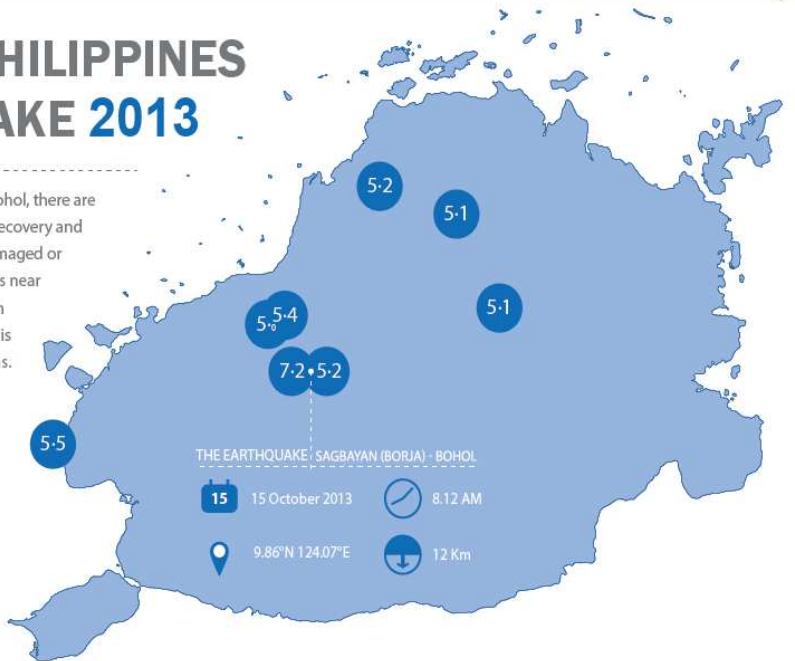 HILIPPINES
AKE 2013
ohol, there are
ecovery and
maged or
s near
n
is
s.
5·2
5·1
5·1
5·4
5·0
7·2 5·2
5·5
THE EARTHQUAKE SAGBAYAN (BORJA) - BOHOL
15 15 October 2013 8.12 AM
9.86°N 124.07°E 12 Km